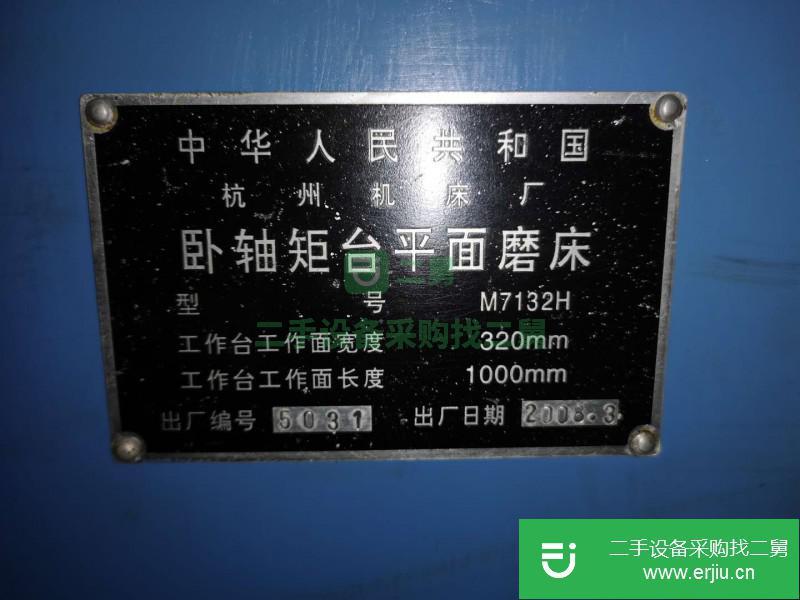 中华人民共和国
杭州机床厂
卧轴矩台平面磨床
二舅
型号 M7132H
二手设备采购找二舅
工作台工作面宽度 320mm
工作台工作面长度 1000mm
出厂编号 5031 出厂日期 2008.3
二手设备采购找二舅
www.erjiu.cn